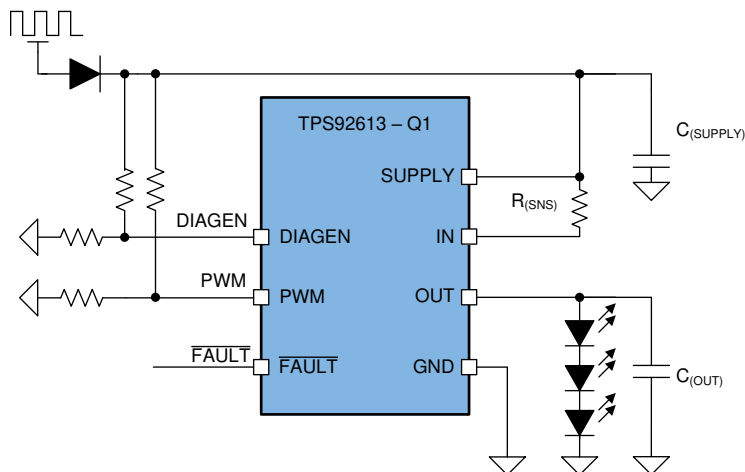 TPS92613 – Q1
C(SUPPLY)
SUPPLY
R(SNS)
DIAGEN
DIAGEN
IN
PWM
PWM
OUT
FAULT
FAULT
GND
C(OUT)